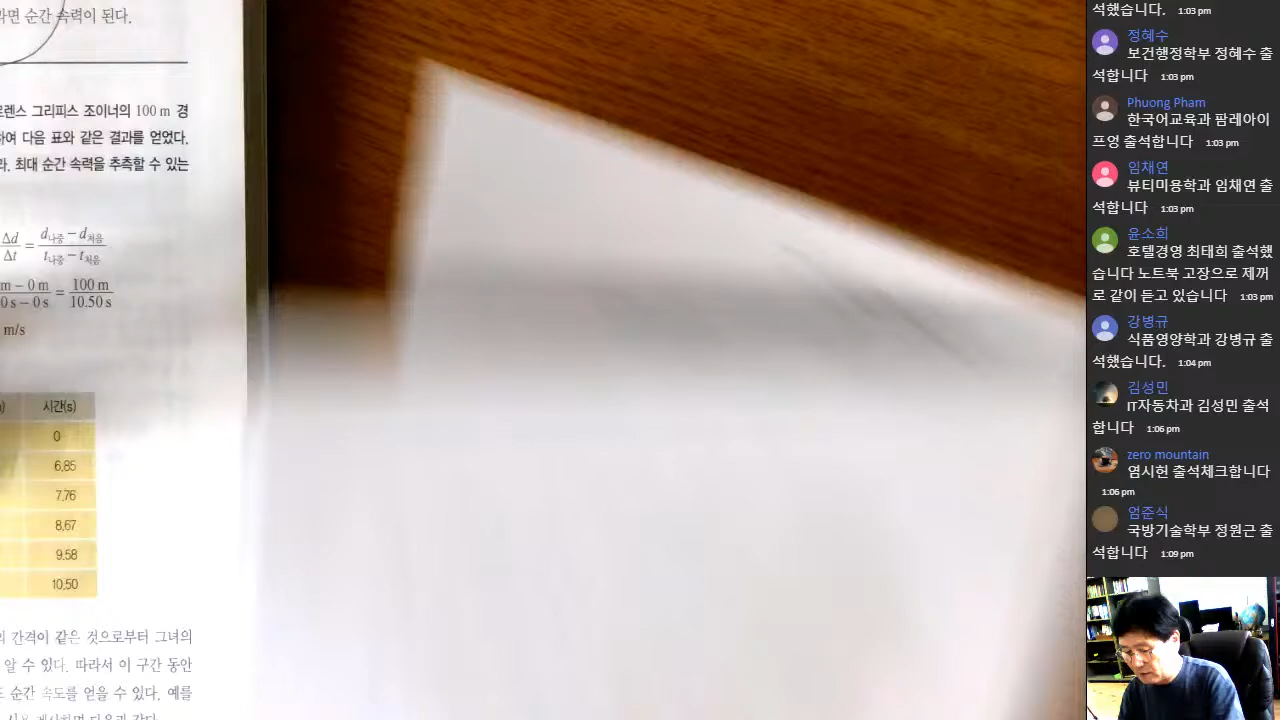 라면 순간 속력이 된다.
로렌스 그리피스 조이너의 100 m 경
하여 다음 표와 같은 결과를 얻었다.
라. 최대 순간 속력을 추측할 수 있는
Δd/Δt = d나중 − d처음 / t나중 − t처음
m − 0 m / 0 s − 0 s = 100 m / 10.50 s
m/s
시간(s)
0
6.85
7.76
8.67
9.58
10.50
의 간격이 같은 것으로부터 그녀의
알 수 있다. 따라서 이 구간 동안
순간 속도를 얻을 수 있다. 예를
석했습니다. 1:03 pm
정혜수
보건행정학부 정혜수 출
석합니다 1:03 pm
Phuong Pham
한국어교육과 팜레아이
프엉 출석합니다 1:03 pm
임채연
뷰티미용학과 임채연 출
석합니다 1:03 pm
윤소희
호텔경영 최태희 출석했
습니다 노트북 고장으로 제꺼
로 같이 듣고 있습니다 1:03 pm
강병규
식품영양학과 강병규 출
석했습니다. 1:04 pm
김성민
IT자동차과 김성민 출석
합니다 1:06 pm
zero mountain
염시헌 출석체크합니다
1:06 pm
엄준식
국방기술학부 정원근 출
석합니다 1:09 pm